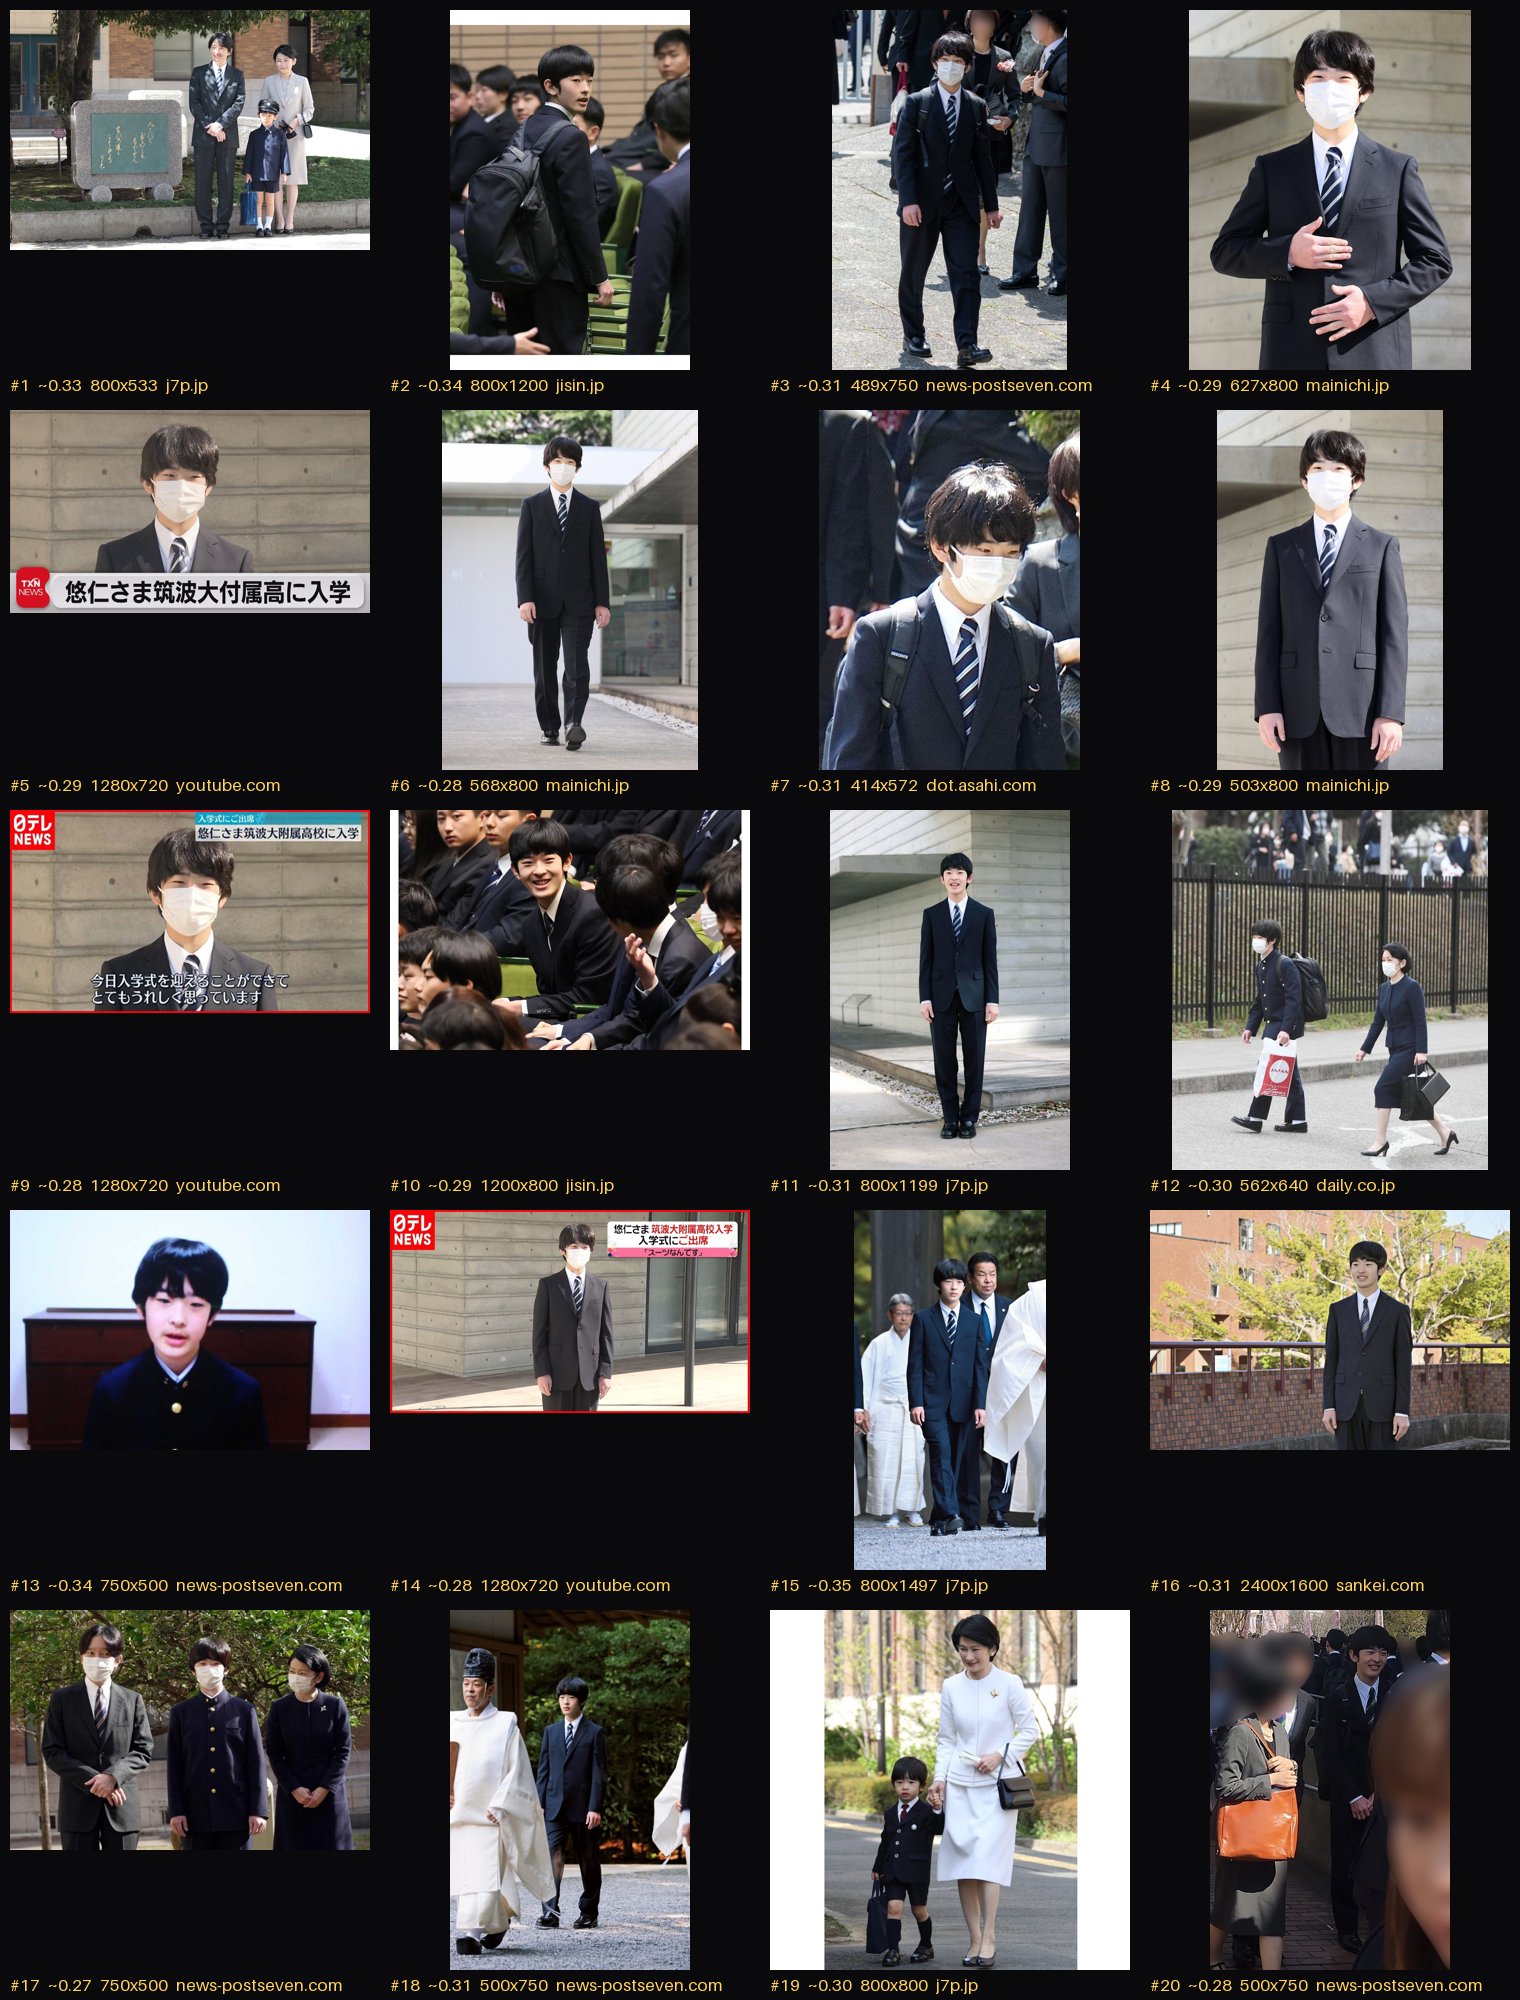 #1 ~0.33 800x533 j7p.jp
#2 ~0.34 800x1200 jisin.jp
#3 ~0.31 489x750 news-postseven.com
#4 ~0.29 627x800 mainichi.jp
TXN
NEWS
悠仁さま筑波大付属高に入学
#5 ~0.29 1280x720 youtube.com
#6 ~0.28 568x800 mainichi.jp
#7 ~0.31 414x572 dot.asahi.com
#8 ~0.29 503x800 mainichi.jp
日テレ
NEWS
入学式にご出席
悠仁さま筑波大附属高校に入学
今日入学式を迎えることができて
とてもうれしく思っています
#9 ~0.28 1280x720 youtube.com
#10 ~0.29 1200x800 jisin.jp
#11 ~0.31 800x1199 j7p.jp
#12 ~0.30 562x640 daily.co.jp
日テレ
NEWS
悠仁さま 筑波大附属高校入学
入学式にご出席
「スーツなんです」
#13 ~0.34 750x500 news-postseven.com
#14 ~0.28 1280x720 youtube.com
#15 ~0.35 800x1497 j7p.jp
#16 ~0.31 2400x1600 sankei.com
#17 ~0.27 750x500 news-postseven.com
#18 ~0.31 500x750 news-postseven.com
#19 ~0.30 800x800 j7p.jp
#20 ~0.28 500x750 news-postseven.com